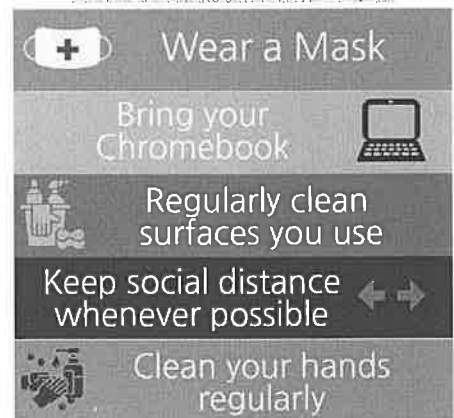 Wear a Mask
Bring your
Chromebook
Regularly clean
surfaces you use
Keep social distance
whenever possible
Clean your hands
regularly